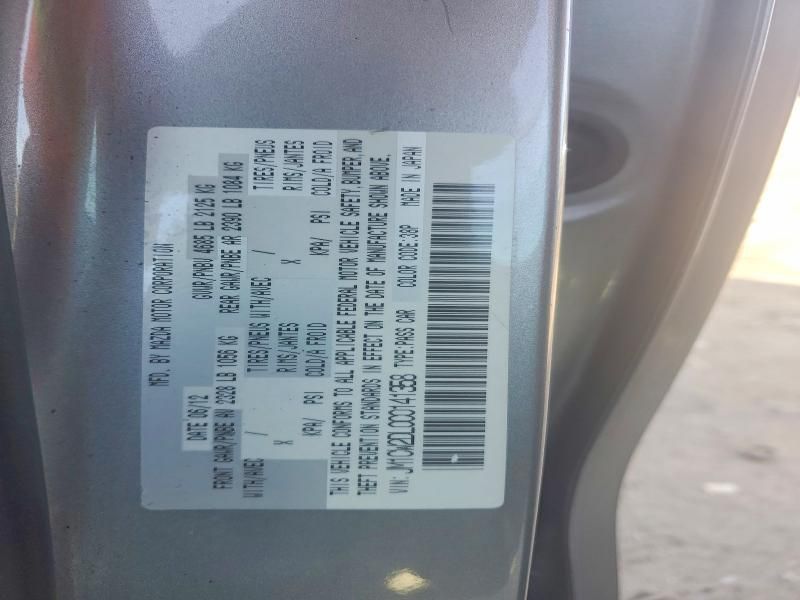 MFD. BY MAZDA MOTOR CORPORATION
DATE 06/12 GVWR/PNBV 4685 LB 2125 KG
FRONT GAWR/PNBE AV 2328 LB 1056 KG REAR GAWR/PNBE AR 2390 LB 1084 KG
WITH/AVEC / TIRES/PNEUS WITH/AVEC / TIRES/PNEUS
X RIMS/JANTES X RIMS/JANTES
KPA/ PSI COLD/A FROID KPA/ PSI COLD/A FROID
THIS VEHICLE CONFORMS TO ALL APPLICABLE FEDERAL MOTOR VEHICLE SAFETY, BUMPER, AND
THEFT PREVENTION STANDARDS IN EFFECT ON THE DATE OF MANUFACTURE SHOWN ABOVE.
VIN: JM1CW2DL0C0141358 TYPE:PASS CAR COLOR CODE:38P MADE IN JAPAN